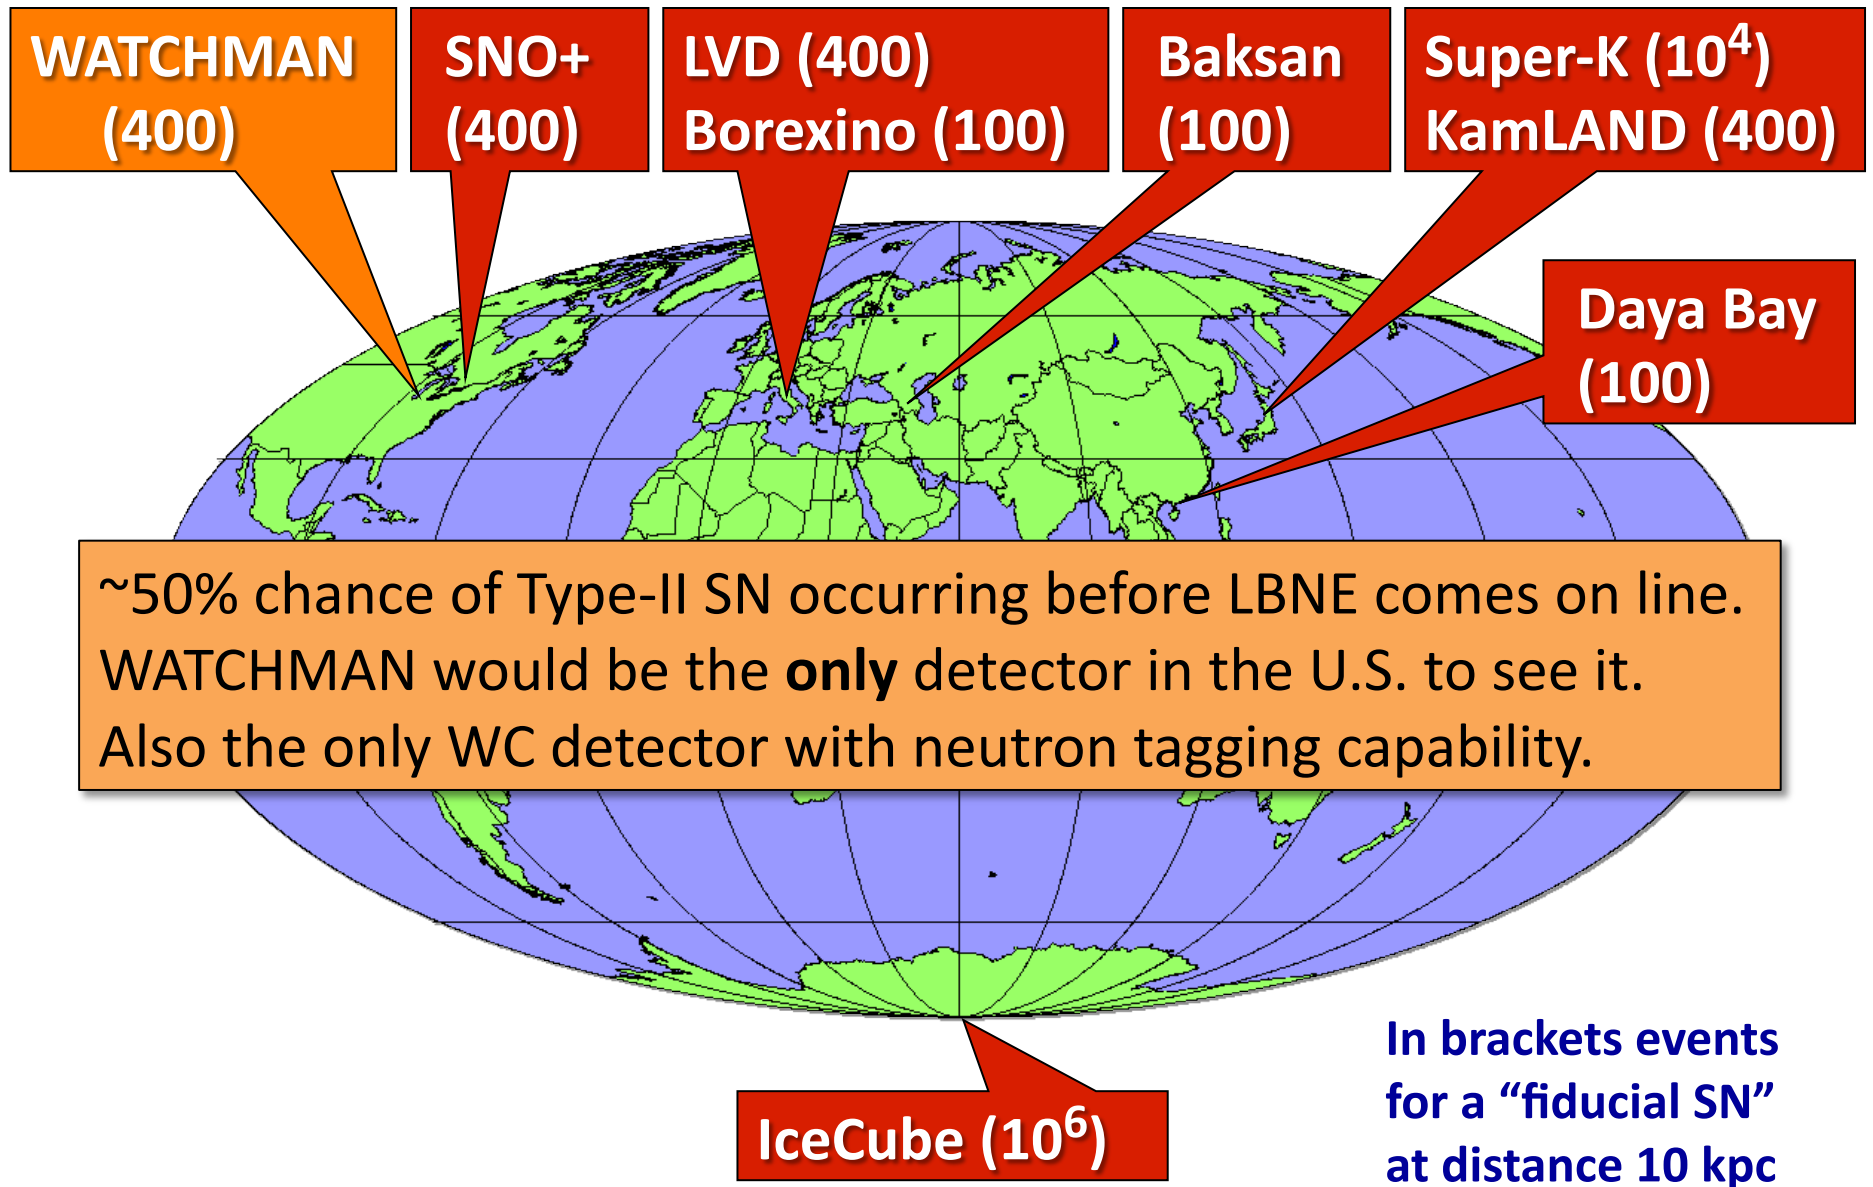 WATCHMAN
(400)
SNO+
(400)
LVD (400)
Borexino (100)
Baksan
(100)
Super-K (10⁴)
KamLAND (400)
Daya Bay
(100)
~50% chance of Type-II SN occurring before LBNE comes on line.
WATCHMAN would be the only detector in the U.S. to see it.
Also the only WC detector with neutron tagging capability.
IceCube (10⁶)
In brackets events
for a “fiducial SN”
at distance 10 kpc